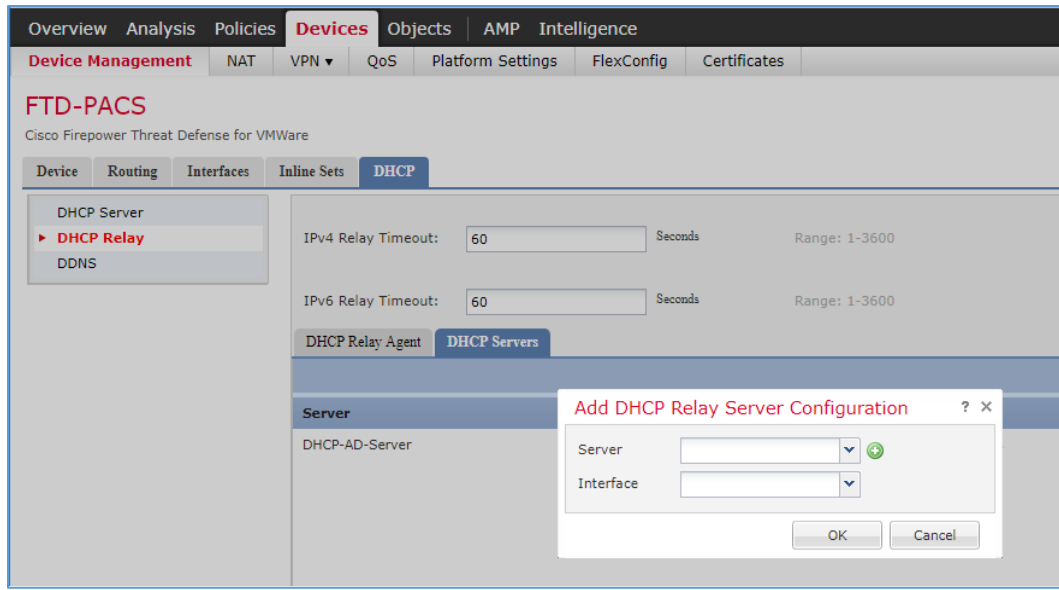 Overview Analysis Policies Devices Objects AMP Intelligence
Device Management NAT VPN ▾ QoS Platform Settings FlexConfig Certificates
FTD-PACS
Cisco Firepower Threat Defense for VMWare
Device Routing Interfaces Inline Sets DHCP
DHCP Server
DHCP Relay
DDNS
IPv4 Relay Timeout: 60 Seconds Range: 1-3600
IPv6 Relay Timeout: 60 Seconds Range: 1-3600
DHCP Relay Agent DHCP Servers
Server
DHCP-AD-Server
Add DHCP Relay Server Configuration ? ×
Server
Interface
OK Cancel